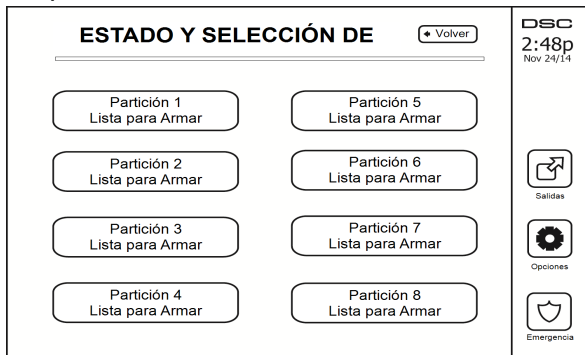 ESTADO Y SELECCIÓN DE
Volver
DSC
2:48p
Nov 24/14
Partición 1
Lista para Armar
Partición 5
Lista para Armar
Partición 2
Lista para Armar
Partición 6
Lista para Armar
Partición 3
Lista para Armar
Partición 7
Lista para Armar
Partición 4
Lista para Armar
Partición 8
Lista para Armar
Salidas
Opciones
Emergencia